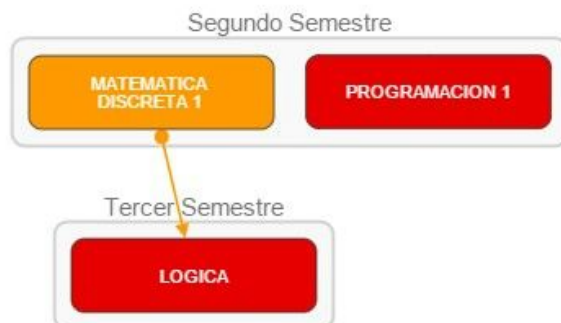 Segundo Semestre
MATEMATICA
DISCRETA 1
PROGRAMACION 1
Tercer Semestre
LOGICA